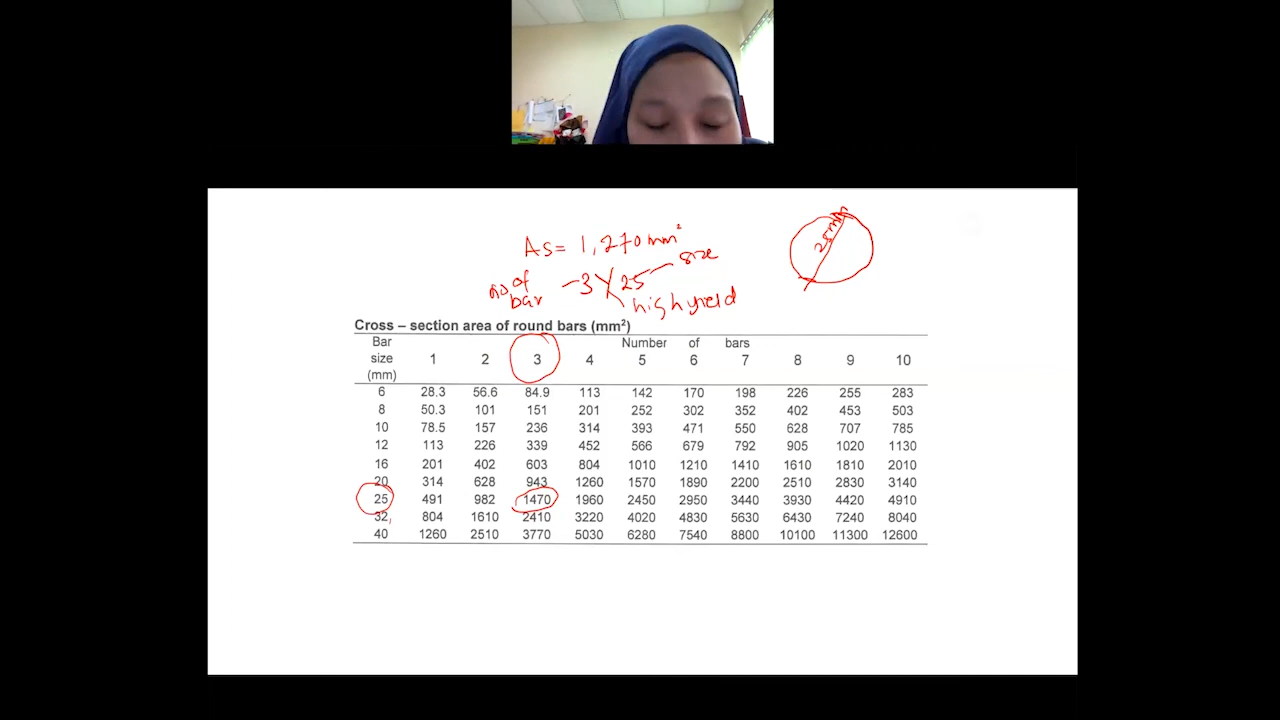 25mm
As = 1,270 mm²
no of bar - 3 Y 25 - size
high yield
Cross – section area of round bars (mm²)
Bar size (mm) Number of bars
1 2 3 4 5 6 7 8 9 10
6 28.3 56.6 84.9 113 142 170 198 226 255 283
8 50.3 101 151 201 252 302 352 402 453 503
10 78.5 157 236 314 393 471 550 628 707 785
12 113 226 339 452 566 679 792 905 1020 1130
16 201 402 603 804 1010 1210 1410 1610 1810 2010
20 314 628 943 1260 1570 1890 2200 2510 2830 3140
25 491 982 1470 1960 2450 2950 3440 3930 4420 4910
32 804 1610 2410 3220 4020 4830 5630 6430 7240 8040
40 1260 2510 3770 5030 6280 7540 8800 10100 11300 12600